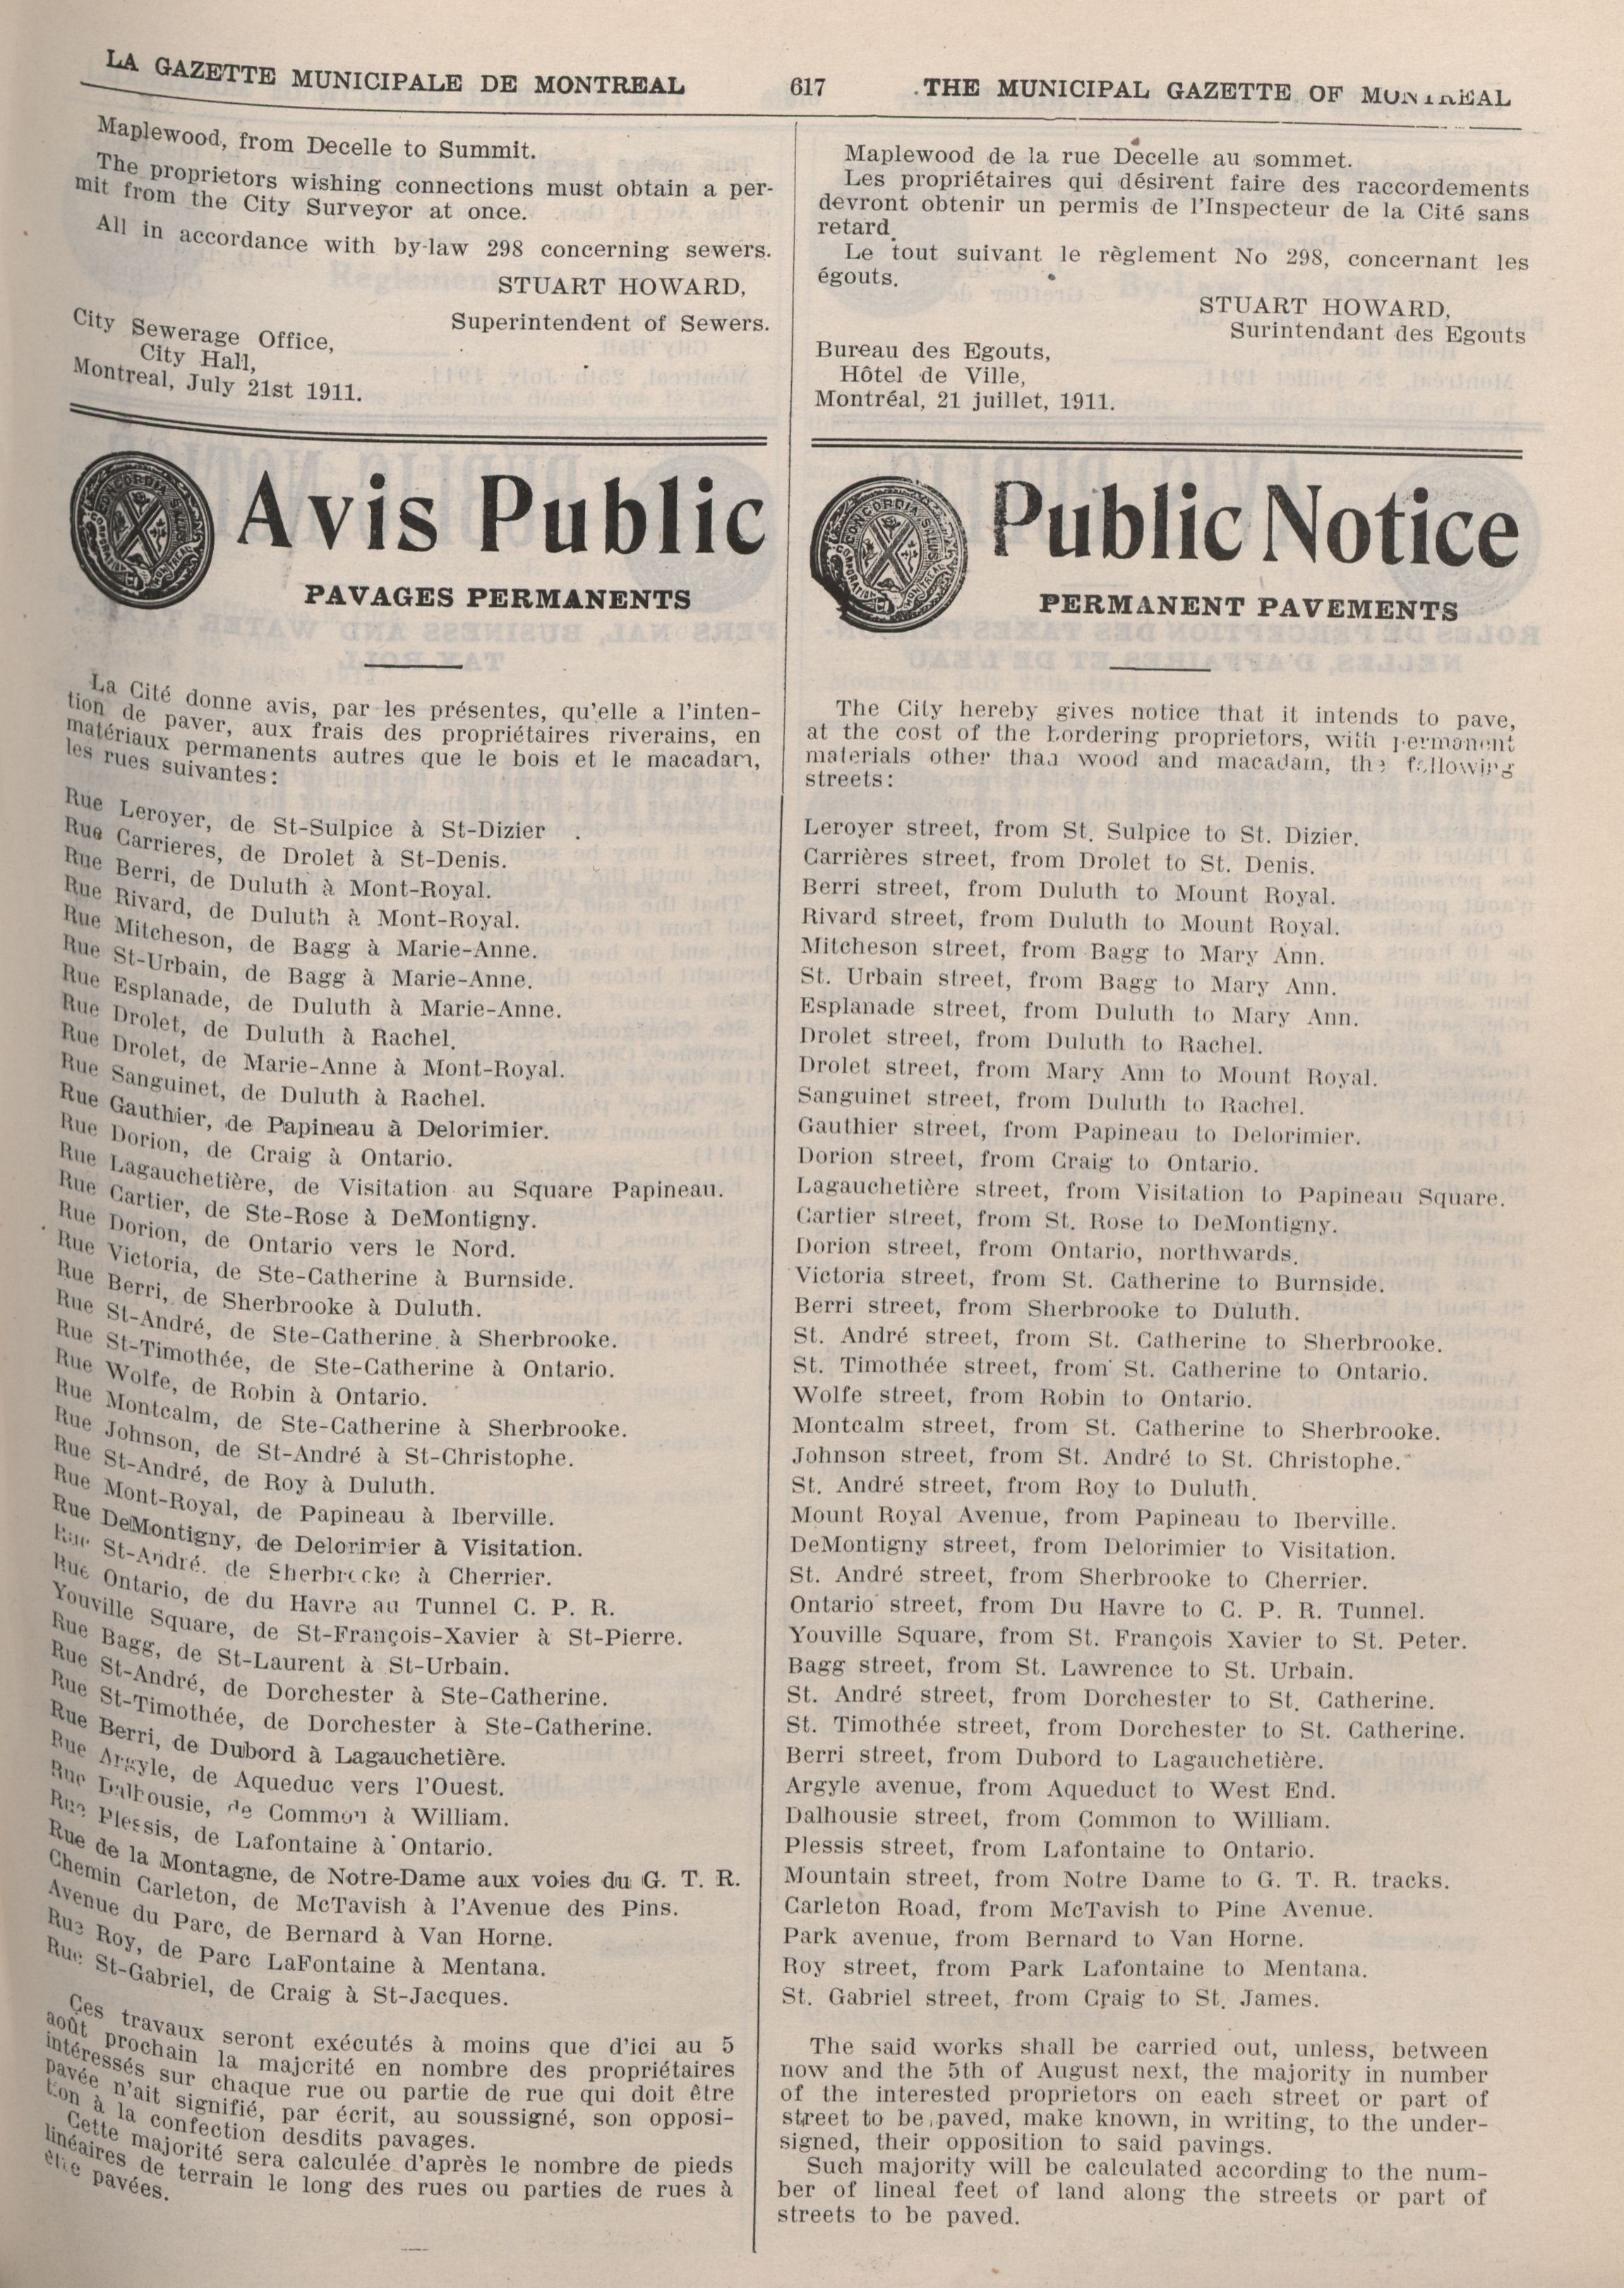 LA GAZETTE MUNICIPALE DE MONTREAL 617 THE MUNICIPAL GAZETTE OF MONTREAL
Maplewood, from Decelle to Summit.
The proprietors wishing connections must obtain a per-
mit from the City Surveyor at once.
All in accordance with by-law 298 concerning sewers.
STUART HOWARD,
Superintendent of Sewers.
City Sewerage Office,
City Hall,
Montreal, July 21st 1911.
Avis Public
PAVAGES PERMANENTS
La Cité donne avis, par les présentes, qu'elle a l'inten-
tion de paver, aux frais des propriétaires riverains, en
matériaux permanents autres que le bois et le macadam,
les rues suivantes:
Rue Leroyer, de St-Sulpice à St-Dizier .
Rue Carrieres, de Drolet à St-Denis.
Rue Berri, de Duluth à Mont-Royal.
Rue Rivard, de Duluth à Mont-Royal.
Rue Mitcheson, de Bagg à Marie-Anne.
Rue St-Urbain, de Bagg à Marie-Anne.
Rue Esplanade, de Duluth à Marie-Anne.
Rue Drolet, de Duluth à Rachel.
Rue Drolet, de Marie-Anne à Mont-Royal.
Rue Sanguinet, de Duluth à Rachel.
Rue Gauthier, de Papineau à Delorimier.
Rue Dorion, de Craig à Ontario.
Rue Lagauchetière, de Visitation au Square Papineau.
Rue Cartier, de Ste-Rose à DeMontigny.
Rue Dorion, de Ontario vers le Nord.
Rue Victoria, de Ste-Catherine à Burnside.
Rue Berri, de Sherbrooke à Duluth.
Rue St-André, de Ste-Catherine à Sherbrooke.
Rue St-Timothée, de Ste-Catherine à Ontario.
Rue Wolfe, de Robin à Ontario.
Rue Montcalm, de Ste-Catherine à Sherbrooke.
Rue Johnson, de St-André à St-Christophe.
Rue St-André, de Roy à Duluth.
Rue Mont-Royal, de Papineau à Iberville.
Rue DeMontigny, de Delorimier à Visitation.
Rue St-André. de Sherbrooke à Cherrier.
Rue Ontario, de du Havre au Tunnel C. P. R.
Youville Square, de St-François-Xavier à St-Pierre.
Rue Bagg, de St-Laurent à St-Urbain.
Rue St-André, de Dorchester à Ste-Catherine.
Rue St-Timothée, de Dorchester à Ste-Catherine.
Rue Berri, de Dubord à Lagauchetière.
Rue Argyle, de Aqueduc vers l'Ouest.
Rue Dalhousie, de Common à William.
Rue Plessis, de Lafontaine à Ontario.
Rue de la Montagne, de Notre-Dame aux voies du G. T. R.
Chemin Carleton, de McTavish à l'Avenue des Pins.
Avenue du Parc, de Bernard à Van Horne.
Rue Roy, de Parc LaFontaine à Mentana.
Rue St-Gabriel, de Craig à St-Jacques.
Ces travaux seront exécutés à moins que d'ici au 5
août prochain la majorité en nombre des propriétaires
intéressés sur chaque rue ou partie de rue qui doit être
pavée n'ait signifié, par écrit, au soussigné, son opposi-
tion à la confection desdits pavages.
Cette majorité sera calculée d'après le nombre de pieds
linéaires de terrain le long des rues ou parties de rues à
être pavées.
Maplewood de la rue Decelle au sommet.
Les propriétaires qui désirent faire des raccordements
devront obtenir un permis de l'Inspecteur de la Cité sans
retard.
Le tout suivant le règlement No 298, concernant les
égouts.
STUART HOWARD,
Surintendant des Egouts
Bureau des Egouts,
Hôtel de Ville,
Montréal, 21 juillet, 1911.
Public Notice
PERMANENT PAVEMENTS
The City hereby gives notice that it intends to pave,
at the cost of the bordering proprietors, with permanent
materials other than wood and macadam, the following
streets:
Leroyer street, from St. Sulpice to St. Dizier.
Carrières street, from Drolet to St. Denis.
Berri street, from Duluth to Mount Royal.
Rivard street, from Duluth to Mount Royal.
Mitcheson street, from Bagg to Mary Ann.
St. Urbain street, from Bagg to Mary Ann.
Esplanade street, from Duluth to Mary Ann.
Drolet street, from Duluth to Rachel.
Drolet street, from Mary Ann to Mount Royal.
Sanguinet street, from Duluth to Rachel.
Gauthier street, from Papineau to Delorimier.
Dorion street, from Craig to Ontario.
Lagauchetière street, from Visitation to Papineau Square.
Cartier street, from St. Rose to DeMontigny.
Dorion street, from Ontario, northwards.
Victoria street, from St. Catherine to Burnside.
Berri street, from Sherbrooke to Duluth.
St. André street, from St. Catherine to Sherbrooke.
St. Timothée street, from St. Catherine to Ontario.
Wolfe street, from Robin to Ontario.
Montcalm street, from St. Catherine to Sherbrooke.
Johnson street, from St. André to St. Christophe.
St. André street, from Roy to Duluth.
Mount Royal Avenue, from Papineau to Iberville.
DeMontigny street, from Delorimier to Visitation.
St. André street, from Sherbrooke to Cherrier.
Ontario street, from Du Havre to C. P. R. Tunnel.
Youville Square, from St. François Xavier to St. Peter.
Bagg street, from St. Lawrence to St. Urbain.
St. André street, from Dorchester to St. Catherine.
St. Timothée street, from Dorchester to St. Catherine.
Berri street, from Dubord to Lagauchetière.
Argyle avenue, from Aqueduct to West End.
Dalhousie street, from Common to William.
Plessis street, from Lafontaine to Ontario.
Mountain street, from Notre Dame to G. T. R. tracks.
Carleton Road, from McTavish to Pine Avenue.
Park avenue, from Bernard to Van Horne.
Roy street, from Park Lafontaine to Mentana.
St. Gabriel street, from Craig to St. James.
The said works shall be carried out, unless, between
now and the 5th of August next, the majority in number
of the interested proprietors on each street or part of
street to be paved, make known, in writing, to the under-
signed, their opposition to said pavings.
Such majority will be calculated according to the num-
ber of lineal feet of land along the streets or part of
streets to be paved.